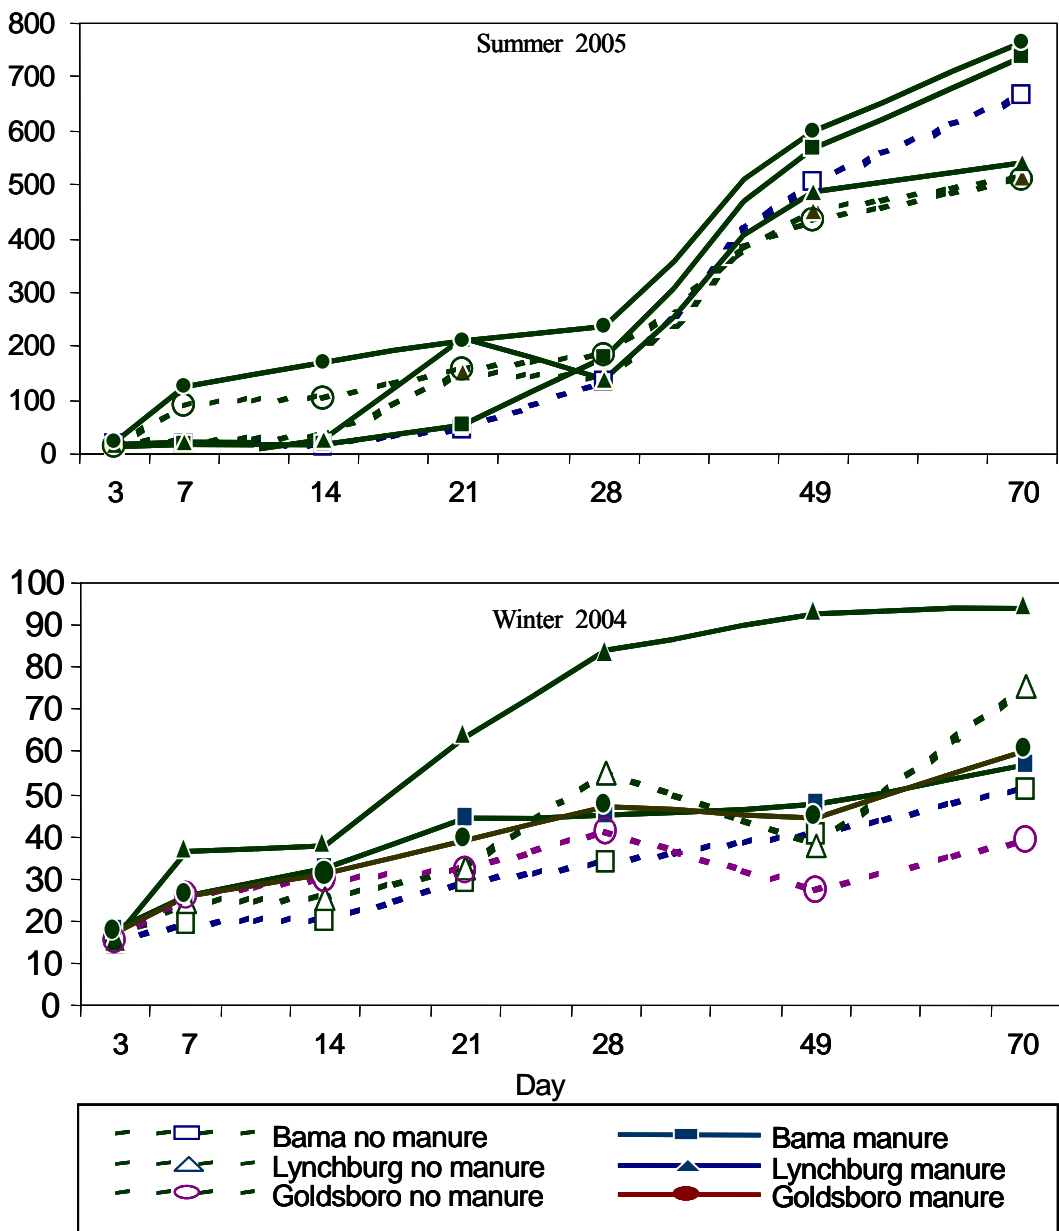 800
Summer 2005
700
600
500
400
300
200
100
0
3 7 14 21 28 49 70
100
90
Winter 2004
80
70
60
50
40
30
20
10
0
3 7 14 21 28 49 70
Day
Bama no manure Bama manure
Lynchburg no manure Lynchburg manure
Goldsboro no manure Goldsboro manure